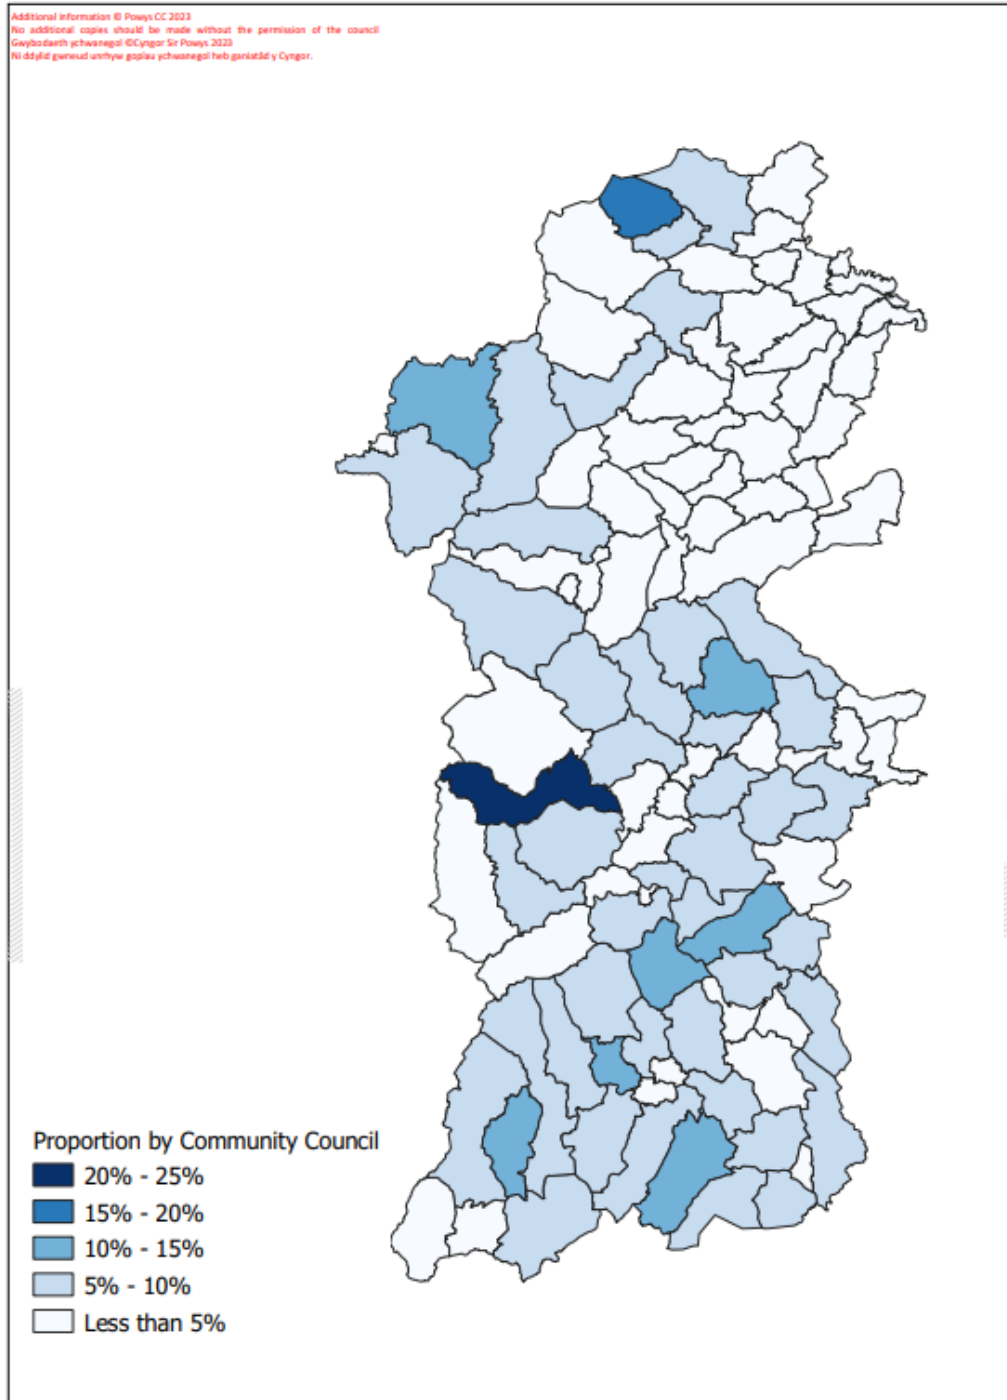 Additional Information © Powys CC 2023
No additional copies should be made without the permission of the council
Gwybodaeth ychwanegol ©Cyngor Sir Powys 2023
Ni ddylid gwneud unrhyw gopïau ychwanegol heb ganiatâd y Cyngor.
Proportion by Community Council
20% - 25%
15% - 20%
10% - 15%
5% - 10%
Less than 5%